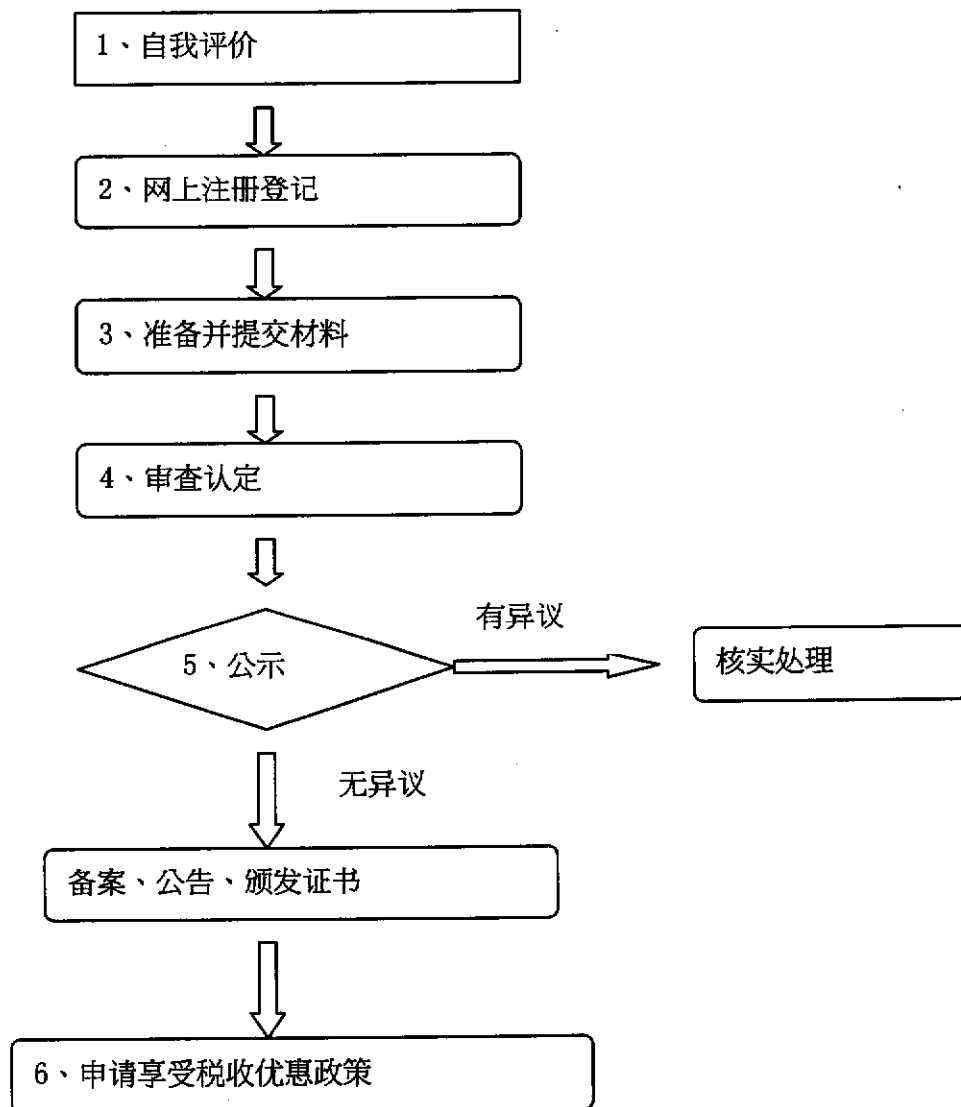 1、自我评价
2、网上注册登记
3、准备并提交材料
4、审查认定
5、公示
有异议
核实处理
无异议
备案、公告、颁发证书
6、申请享受税收优惠政策